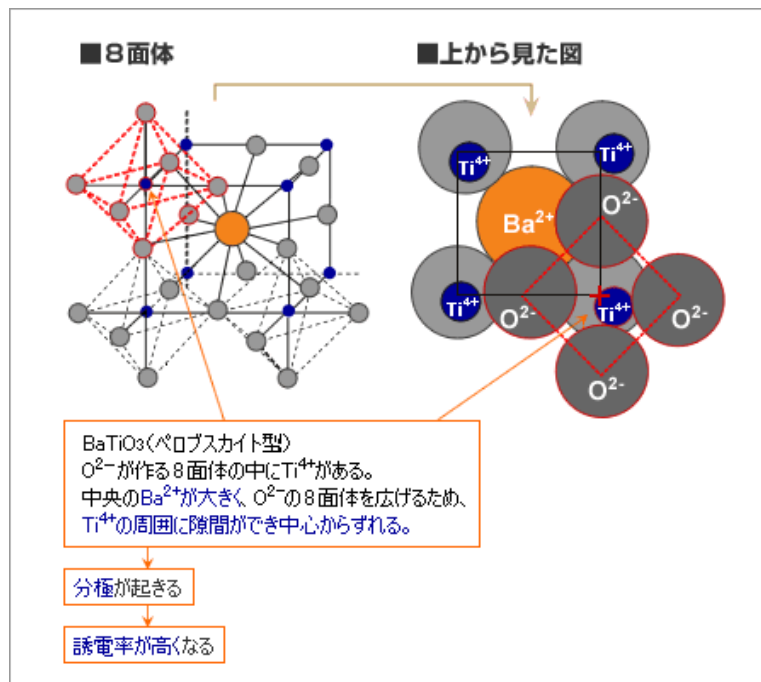 ■8面体
■上から見た図
Ti⁴⁺
Ti⁴⁺
O²⁻
Ba²⁺
Ti⁴⁺
O²⁻
Ti⁴⁺
O²⁻
O²⁻
BaTiO₃(ペロブスカイト型)
O²⁻が作る8面体の中にTi⁴⁺がある。
中央のBa²⁺が大きく、O²⁻の8面体を広げるため、
Ti⁴⁺の周囲に隙間ができ中心からずれる。
分極が起きる
誘電率が高くなる